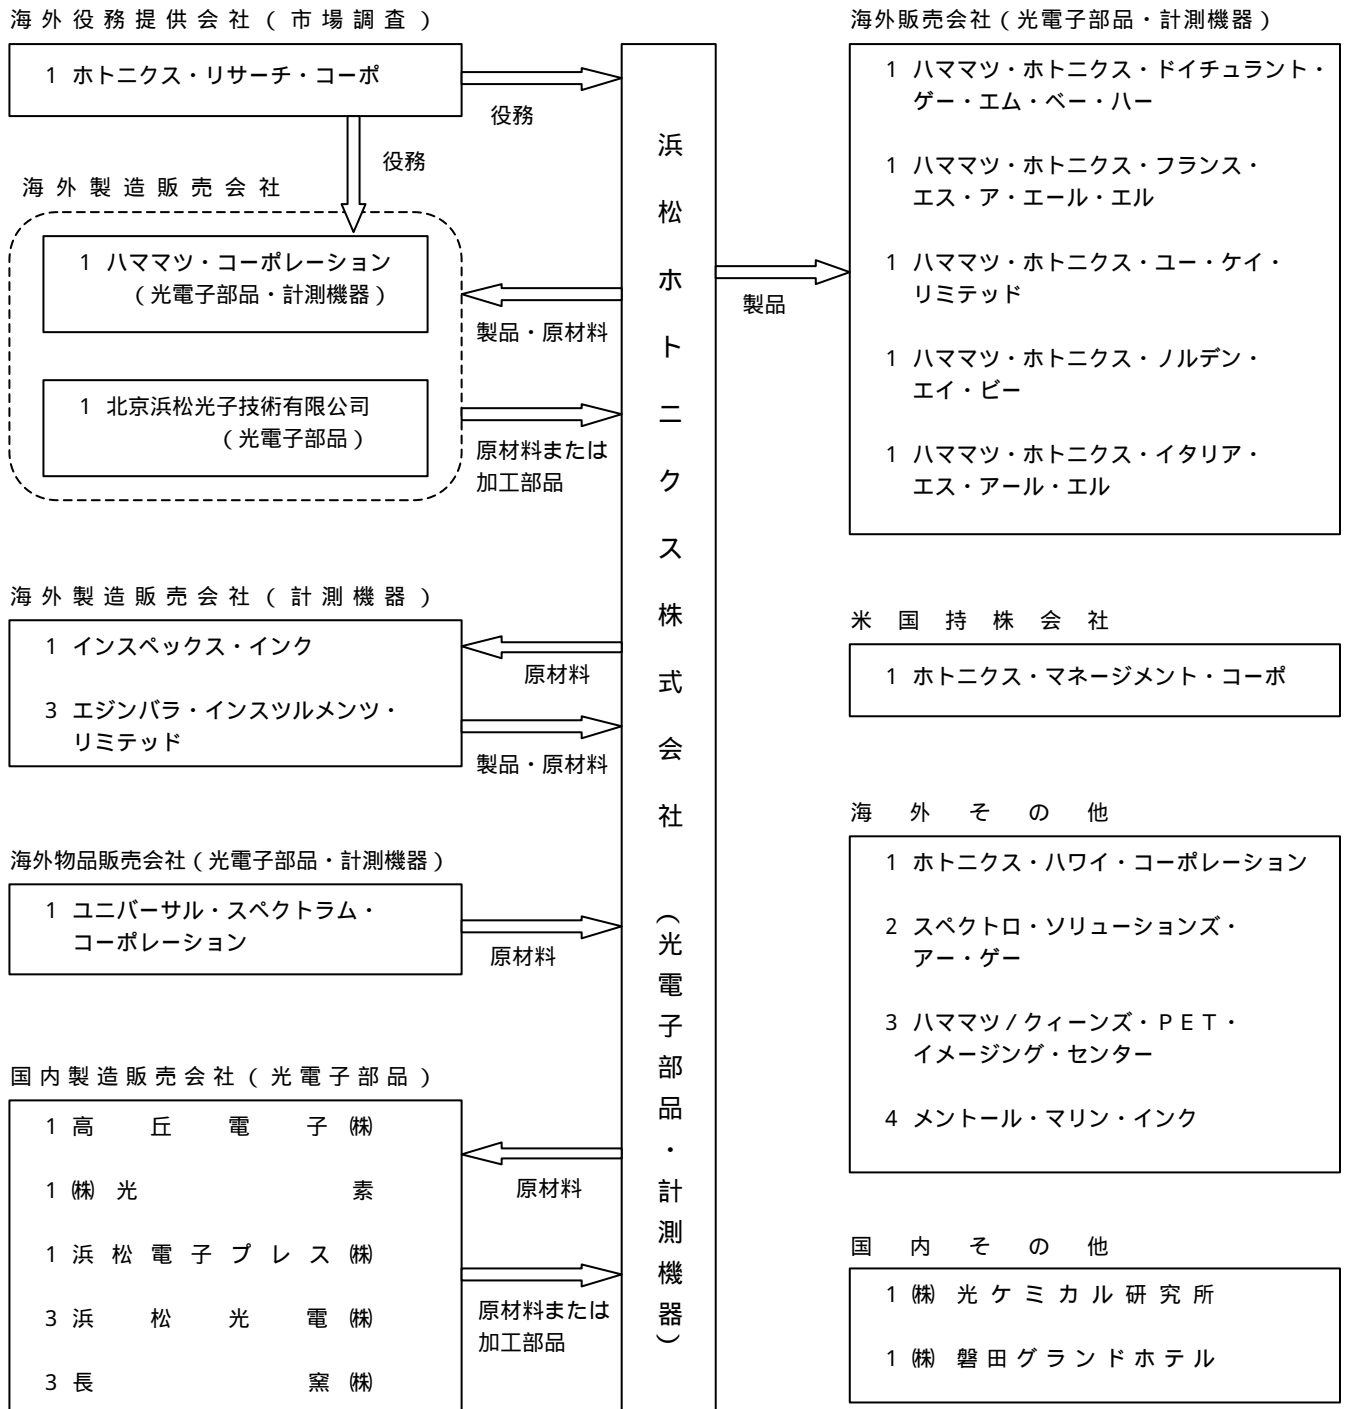 海外役務提供会社(市場調査)
1 ホトニクス・リサーチ・コーポ
役務
役務
海外製造販売会社
1 ハママツ・コーポレーション
(光電子部品・計測機器)
製品・原材料
1 北京浜松光子技術有限公司
(光電子部品)
原材料または
加工部品
海外製造販売会社(計測機器)
1 インスペックス・インク
原材料
3 エジンバラ・インスツルメンツ・
リミテッド
製品・原材料
海外物品販売会社(光電子部品・計測機器)
1 ユニバーサル・スペクトラム・
コーポレーション
原材料
国内製造販売会社(光電子部品)
1 高丘電子㈱
1 ㈱光素
1 浜松電子プレス㈱
3 浜松光電㈱
3 長窯㈱
原材料
原材料または
加工部品
浜松ホトニクス株式会社(光電子部品・計測機器)
製品
海外販売会社(光電子部品・計測機器)
1 ハママツ・ホトニクス・ドイチュラント・
ゲー・エム・ベー・ハー
1 ハママツ・ホトニクス・フランス・
エス・ア・エール・エル
1 ハママツ・ホトニクス・ユー・ケイ・
リミテッド
1 ハママツ・ホトニクス・ノルデン・
エイ・ビー
1 ハママツ・ホトニクス・イタリア・
エス・アール・エル
米国持株会社
1 ホトニクス・マネージメント・コーポ
海外その他
1 ホトニクス・ハワイ・コーポレーション
2 スペクトロ・ソリューションズ・
アー・ゲー
3 ハママツ/クィーンズ・PET・
イメージング・センター
4 メントール・マリン・インク
国内その他
1 ㈱光ケミカル研究所
1 ㈱磐田グランドホテル